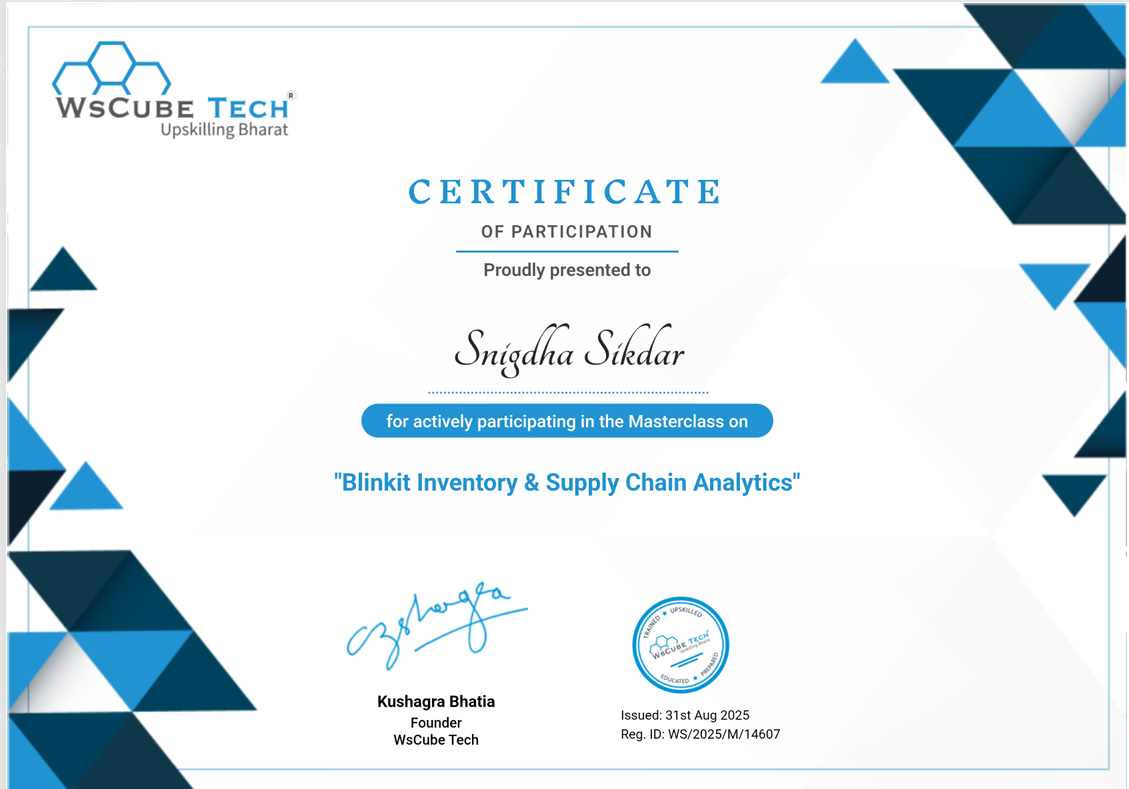 WsCube Tech®
Upskilling Bharat
CERTIFICATE
OF PARTICIPATION
Proudly presented to
Snigdha Sikdar
for actively participating in the Masterclass on
"Blinkit Inventory & Supply Chain Analytics"
Kushagra
TRAINED ★ UPSKILLED
WsCube Tech®
Upskilling Bharat
EDUCATED ★ PREPARED
Kushagra Bhatia
Founder
WsCube Tech
Issued: 31st Aug 2025
Reg. ID: WS/2025/M/14607